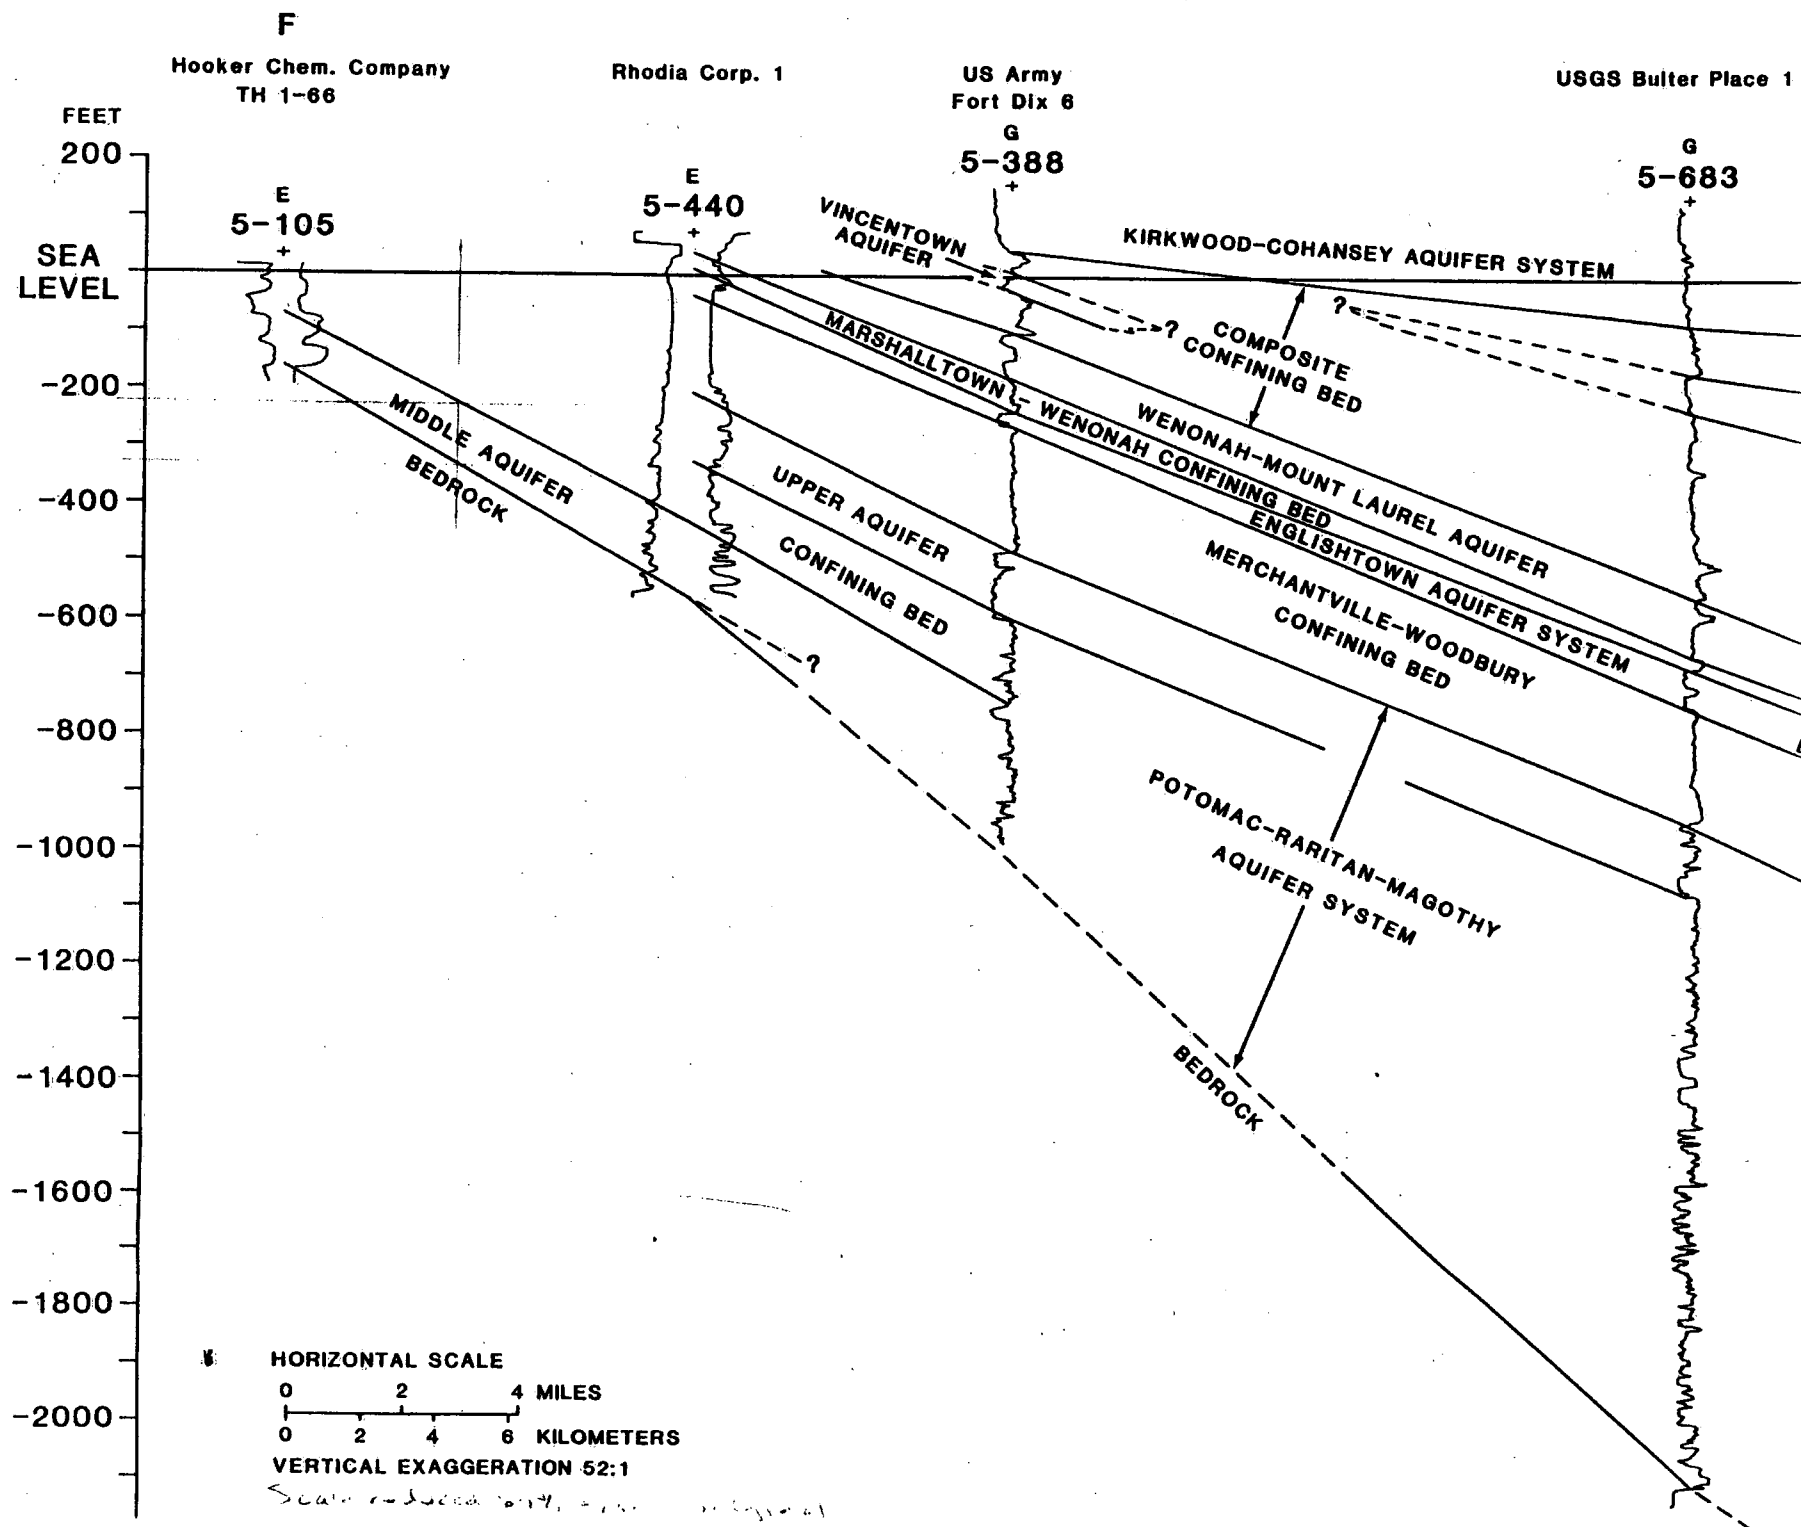 F
Hooker Chem. Company
TH 1-66
Rhodia Corp. 1
US Army
Fort Dix 6
USGS Butler Place 1
FEET
200
E
5-105
E
5-440
G
5-388
G
5-683
SEA
LEVEL
VINCENTOWN
AQUIFER
KIRKWOOD-COHANSEY AQUIFER SYSTEM
?
?
COMPOSITE
CONFINING BED
-200
MARSHALLTOWN - WENONAH CONFINING BED
WENONAH-MOUNT LAUREL AQUIFER
MIDDLE AQUIFER
BEDROCK
-400
UPPER AQUIFER
ENGLISHTOWN AQUIFER SYSTEM
CONFINING BED
MERCHANTVILLE-WOODBURY
CONFINING BED
-600
?
-800
POTOMAC-RARITAN-MAGOTHY
AQUIFER SYSTEM
-1000
-1200
BEDROCK
-1400
-1600
-1800
-2000
HORIZONTAL SCALE
0 2 4 MILES
0 2 4 6 KILOMETERS
VERTICAL EXAGGERATION 52:1
Scale reduced